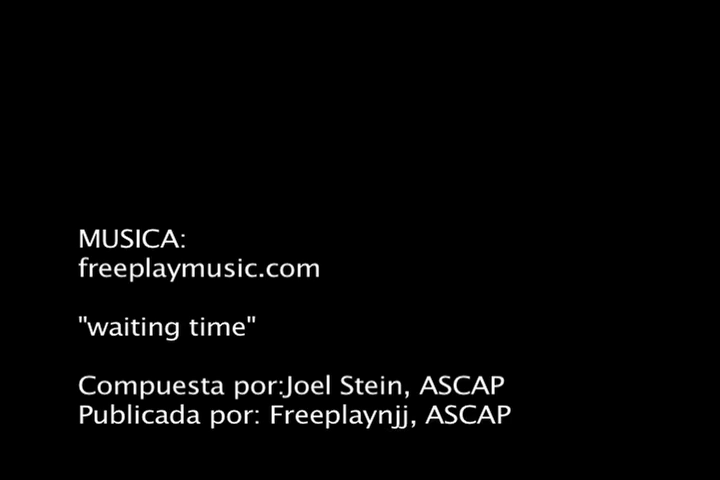 MUSICA:
freeplaymusic.com
"waiting time"
Compuesta por:Joel Stein, ASCAP
Publicada por: Freeplaynjj, ASCAP